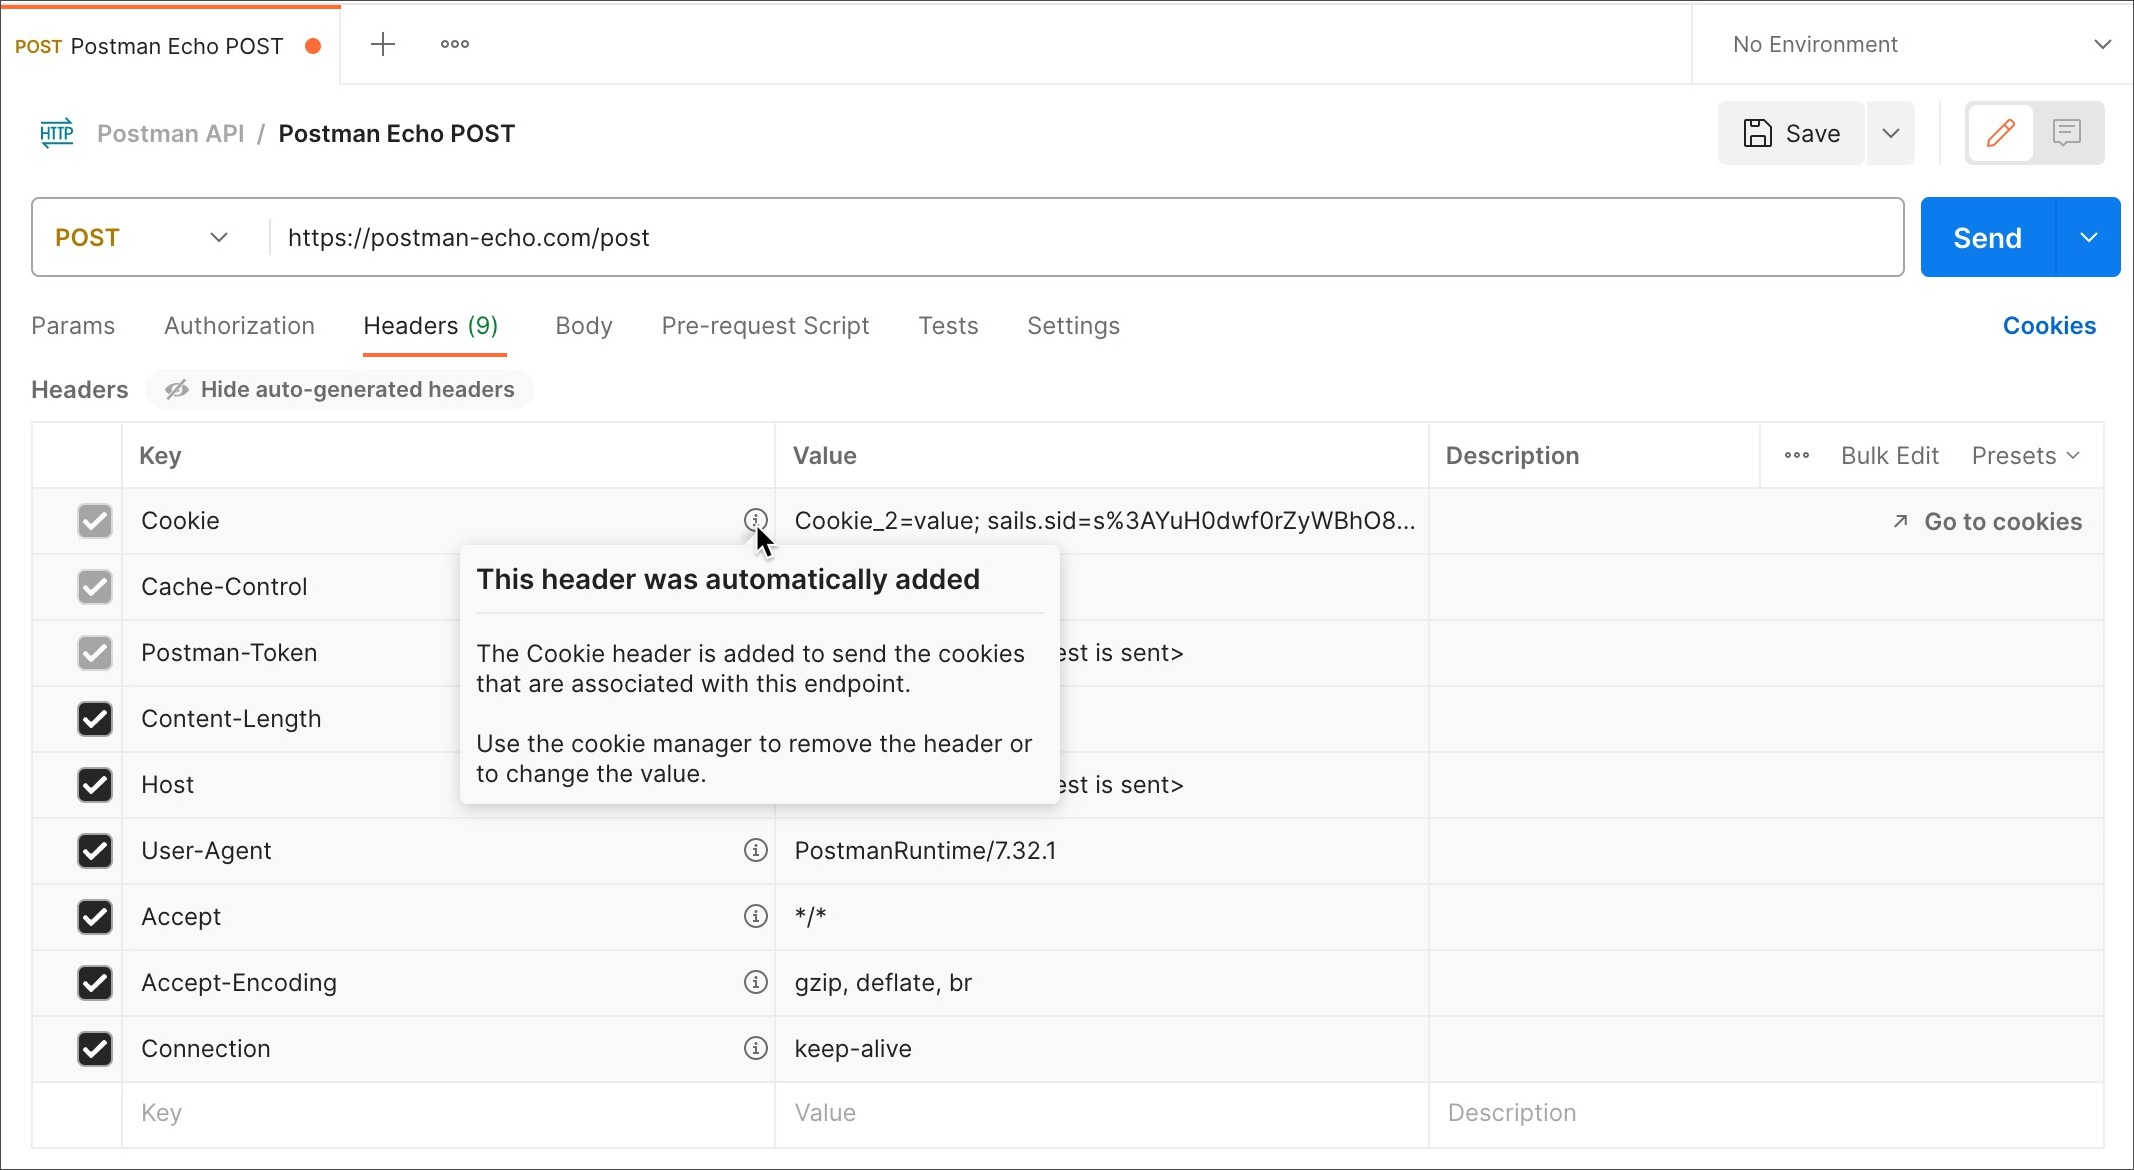 POST Postman Echo POST
No Environment
HTTP Postman API / Postman Echo POST
Save
POST https://postman-echo.com/post
Send
Params Authorization Headers (9) Body Pre-request Script Tests Settings Cookies
Headers Hide auto-generated headers
Key Value Description Bulk Edit Presets
Cookie Cookie_2=value; sails.sid=s%3AYuH0dwf0rZyWBhO8... Go to cookies
This header was automatically added
The Cookie header is added to send the cookies
that are associated with this endpoint.
Use the cookie manager to remove the header or
to change the value.
Cache-Control
Postman-Token est is sent>
Content-Length
Host est is sent>
User-Agent PostmanRuntime/7.32.1
Accept */*
Accept-Encoding gzip, deflate, br
Connection keep-alive
Key Value Description